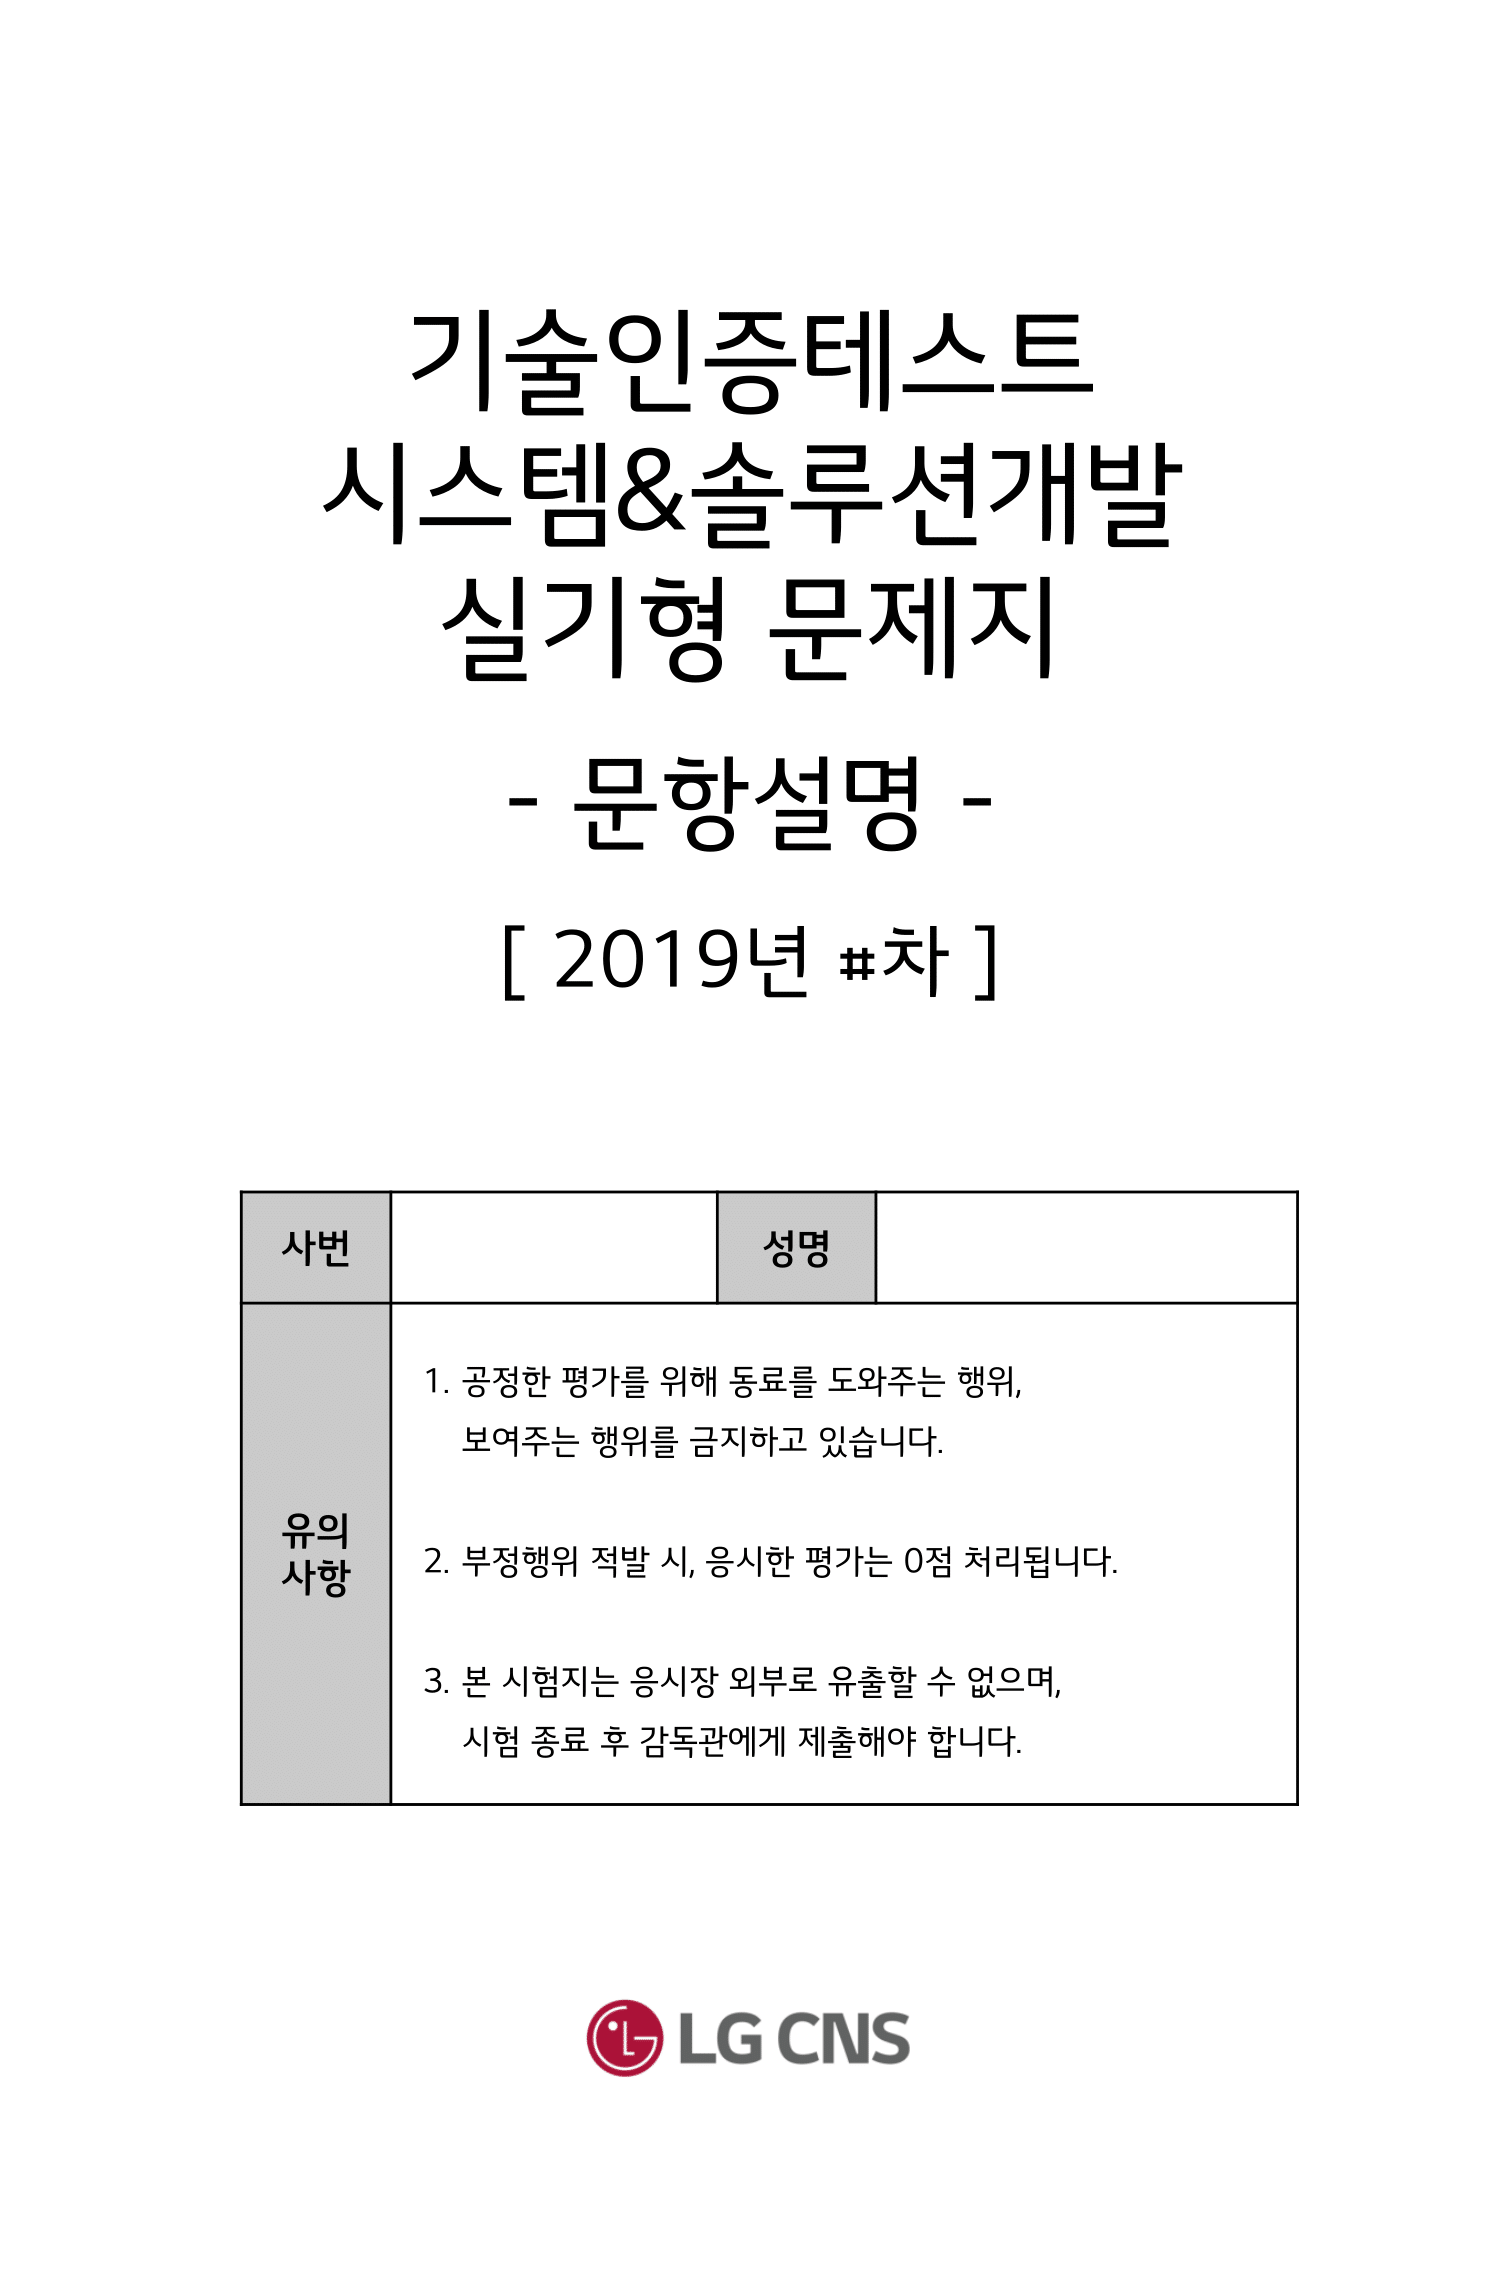 기술인증테스트
시스템&솔루션개발
실기형 문제지
- 문항설명 -
[ 2019년 #차 ]
사번 성명
유의
사항
1. 공정한 평가를 위해 동료를 도와주는 행위,
보여주는 행위를 금지하고 있습니다.
2. 부정행위 적발 시, 응시한 평가는 0점 처리됩니다.
3. 본 시험지는 응시장 외부로 유출할 수 없으며,
시험 종료 후 감독관에게 제출해야 합니다.
LG CNS